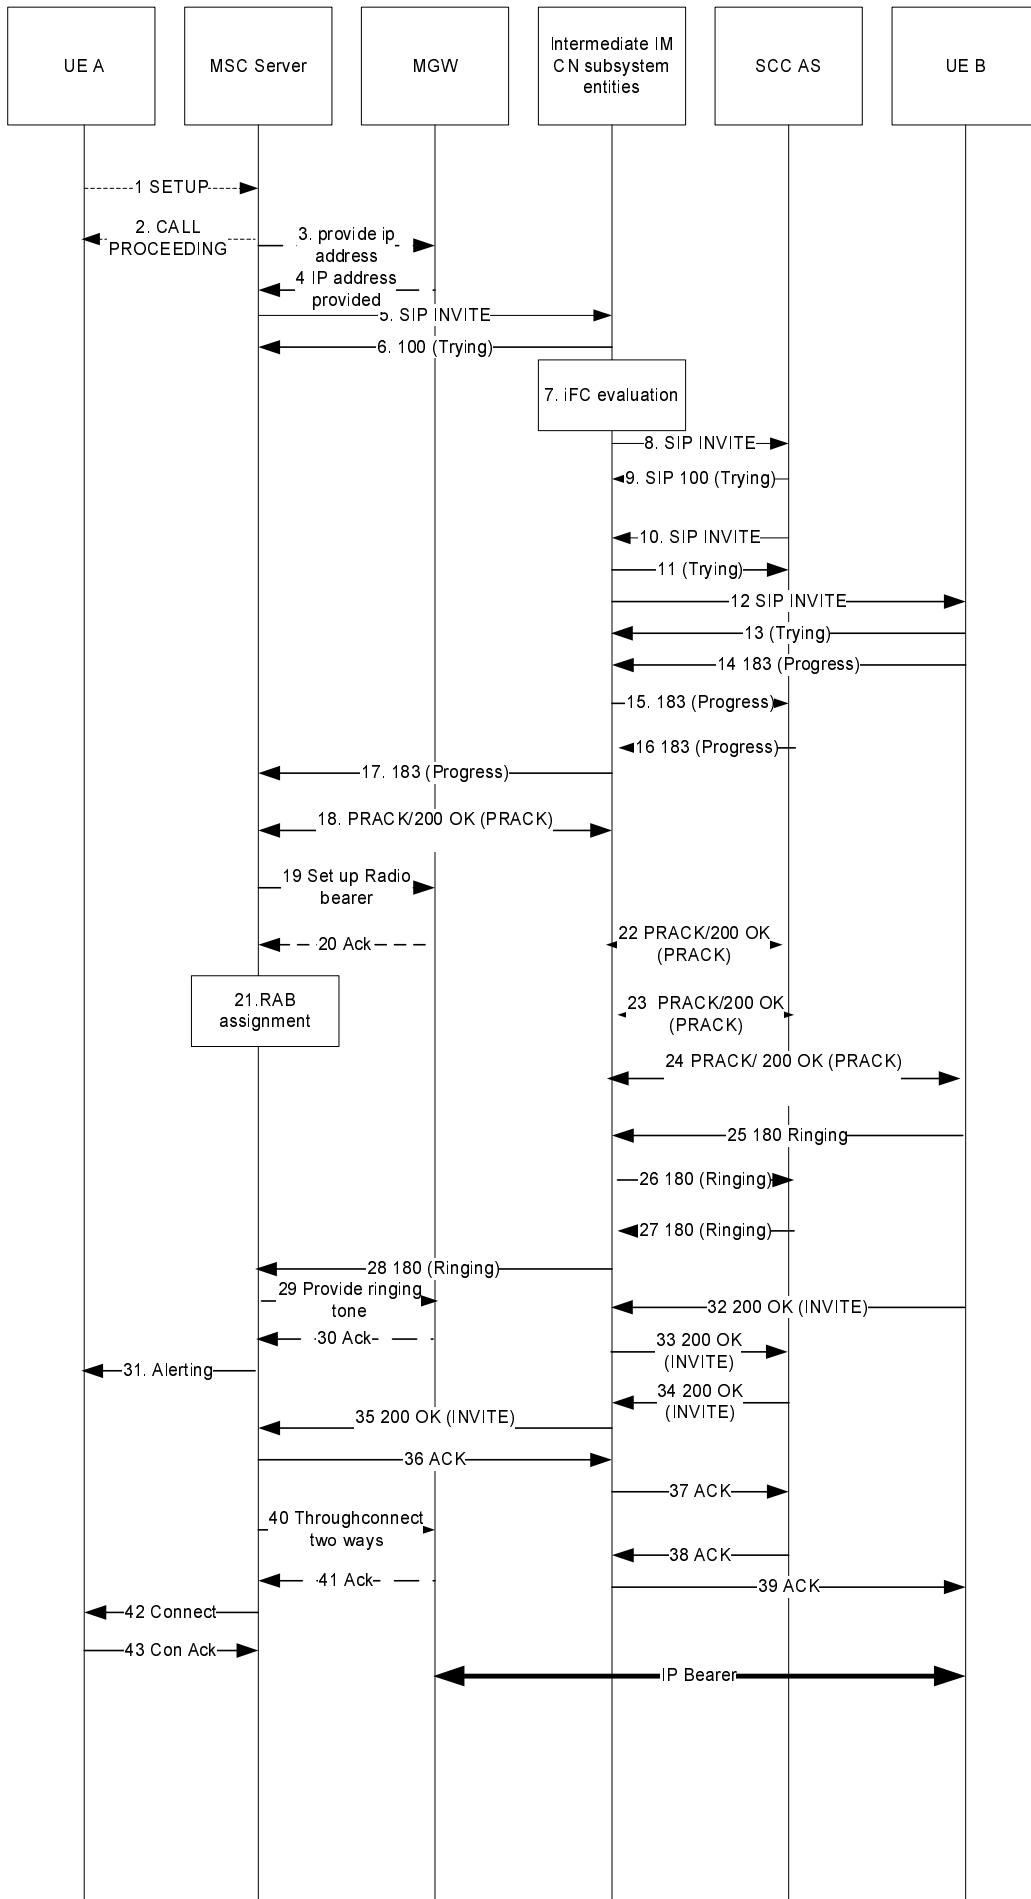 UE A
MSC Server
MGW
Intermediate IM
CN subsystem
entities
SCC AS
UE B
1 SETUP
2. CALL
PROCEEDING
3. provide ip
address
4 IP address
provided
5. SIP INVITE
6. 100 (Trying)
7. iFC evaluation
8. SIP INVITE
9. SIP 100 (Trying)
10. SIP INVITE
11 (Trying)
12 SIP INVITE
13 (Trying)
14 183 (Progress)
15. 183 (Progress)
16 183 (Progress)
17. 183 (Progress)
18. PRACK/200 OK (PRACK)
19 Set up Radio
bearer
20 Ack
22 PRACK/200 OK
(PRACK)
21.RAB
assignment
23 PRACK/200 OK
(PRACK)
24 PRACK/ 200 OK (PRACK)
25 180 Ringing
26 180 (Ringing)
27 180 (Ringing)
28 180 (Ringing)
29 Provide ringing
tone
32 200 OK (INVITE)
30 Ack
33 200 OK
(INVITE)
31. Alerting
34 200 OK
(INVITE)
35 200 OK (INVITE)
36 ACK
37 ACK
40 Throughconnect
two ways
38 ACK
41 Ack
39 ACK
42 Connect
43 Con Ack
IP Bearer